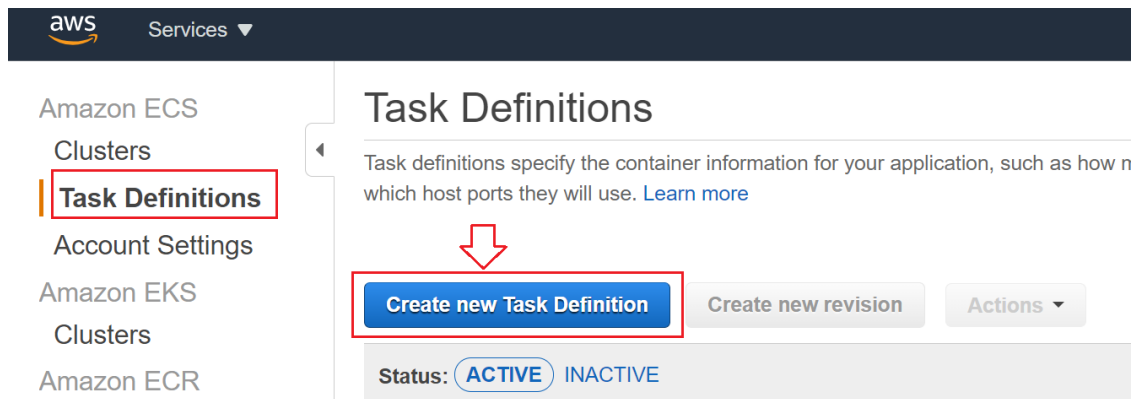 aws
Services
Amazon ECS
Clusters
Task Definitions
Account Settings
Amazon EKS
Clusters
Amazon ECR
Task Definitions
Task definitions specify the container information for your application, such as how
which host ports they will use. Learn more
Create new Task Definition
Create new revision
Actions
Status: ACTIVE INACTIVE